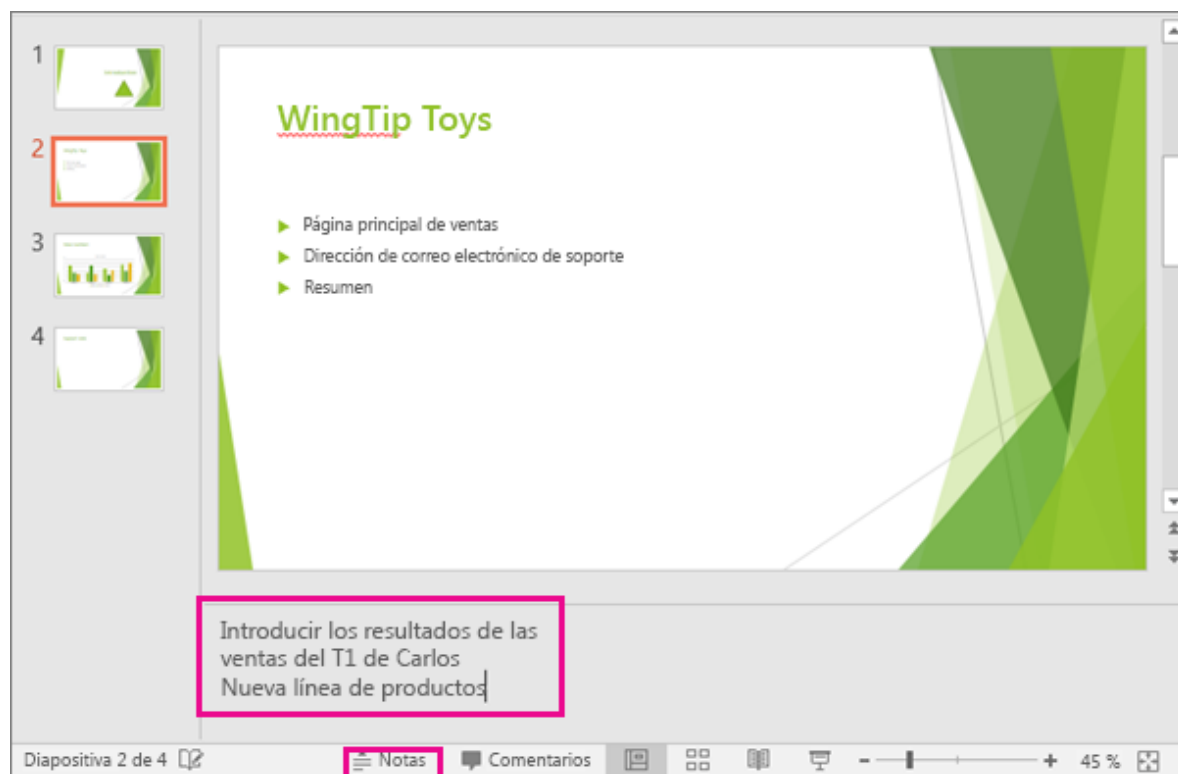 1
2
3
4
WingTip Toys
Página principal de ventas
Dirección de correo electrónico de soporte
Resumen
Introducir los resultados de las
ventas del T1 de Carlos
Nueva línea de productos
Diapositiva 2 de 4
Notas
Comentarios
45 %